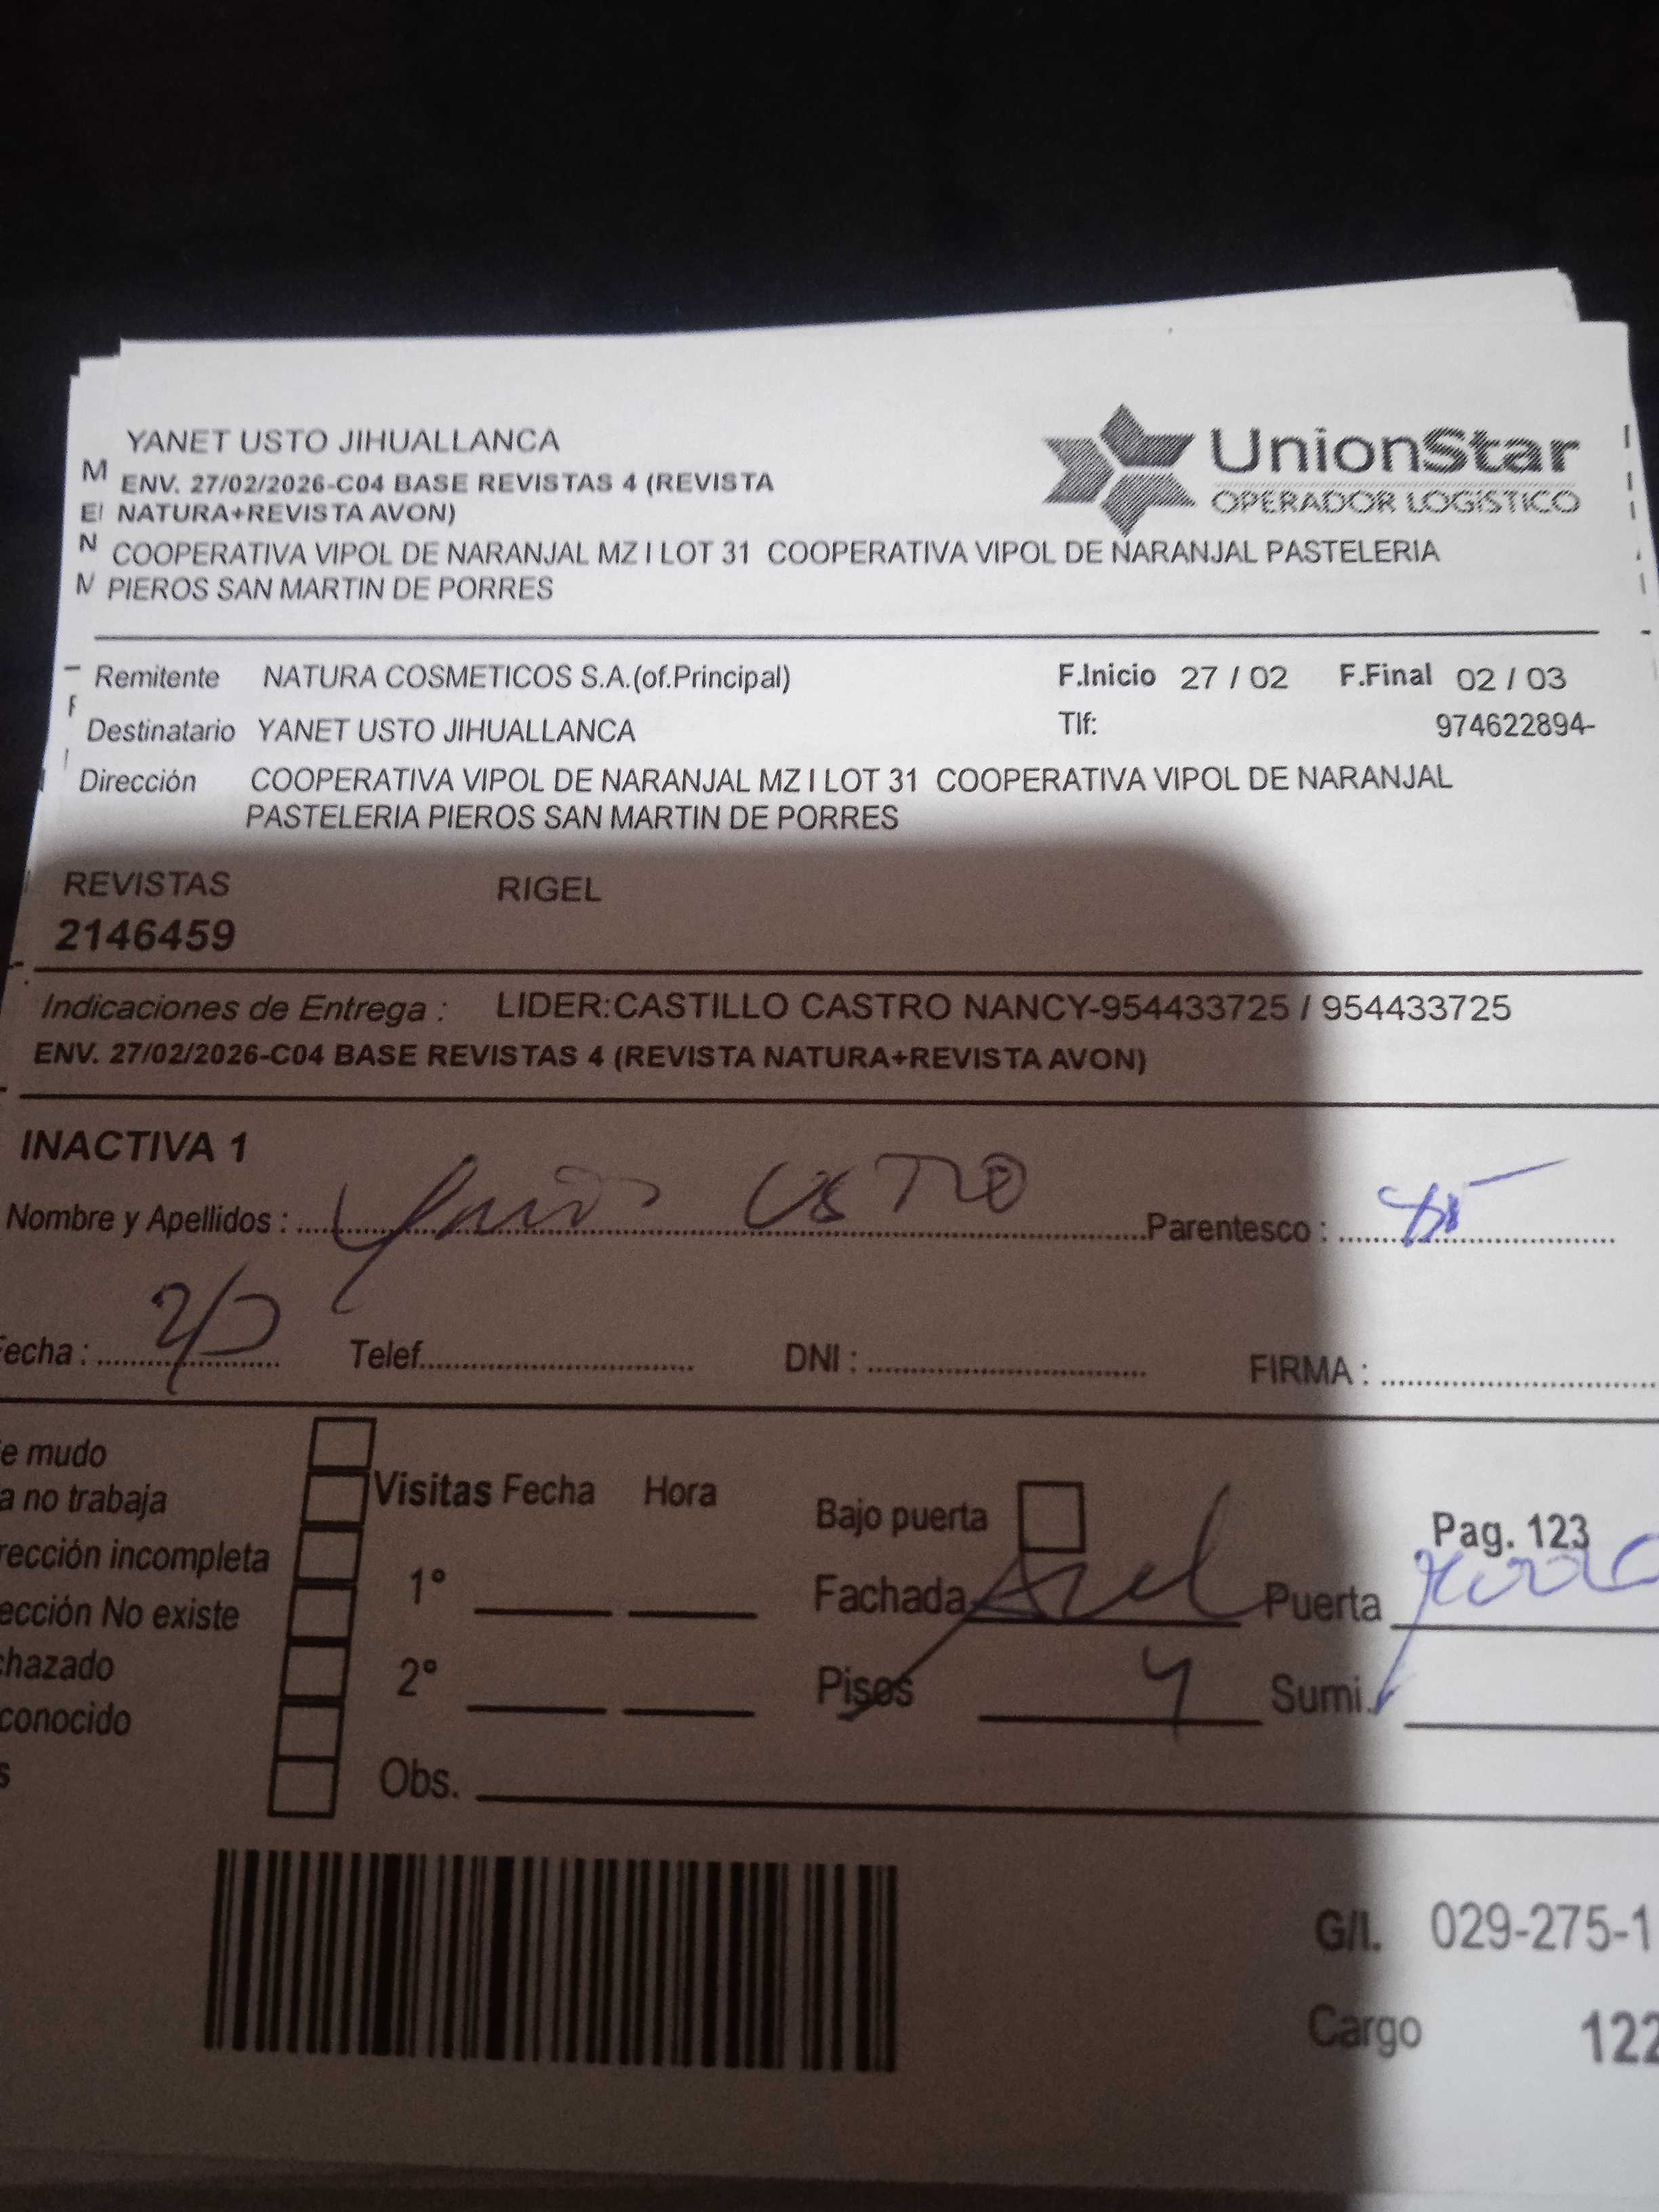 YANET USTO JIHUALLANCA
ENV. 27/02/2026-C04 BASE REVISTAS 4 (REVISTA
NATURA+REVISTA AVON)
COOPERATIVA VIPOL DE NARANJAL MZ I LOT 31 COOPERATIVA VIPOL DE NARANJAL PASTELERIA
PIEROS SAN MARTIN DE PORRES
UnionStar
OPERADOR LOGÍSTICO
Remitente NATURA COSMETICOS S.A.(of.Principal) F.Inicio 27 / 02 F.Final 02 / 03
Destinatario YANET USTO JIHUALLANCA Tlf: 974622894-
Dirección COOPERATIVA VIPOL DE NARANJAL MZ I LOT 31 COOPERATIVA VIPOL DE NARANJAL
PASTELERIA PIEROS SAN MARTIN DE PORRES
REVISTAS RIGEL
2146459
Indicaciones de Entrega : LIDER:CASTILLO CASTRO NANCY-954433725 / 954433725
ENV. 27/02/2026-C04 BASE REVISTAS 4 (REVISTA NATURA+REVISTA AVON)
INACTIVA 1
Nombre y Apellidos : USTO Parentesco :
echa : Telef. DNI : FIRMA :
e mudo
a no trabaja Visitas Fecha Hora Bajo puerta Pag. 123
rección incompleta 1° Fachada Puerta
ección No existe
chazado 2° Pisos 4 Sumi.
conocido
s Obs.
G/I. 029-275-1
Cargo 122